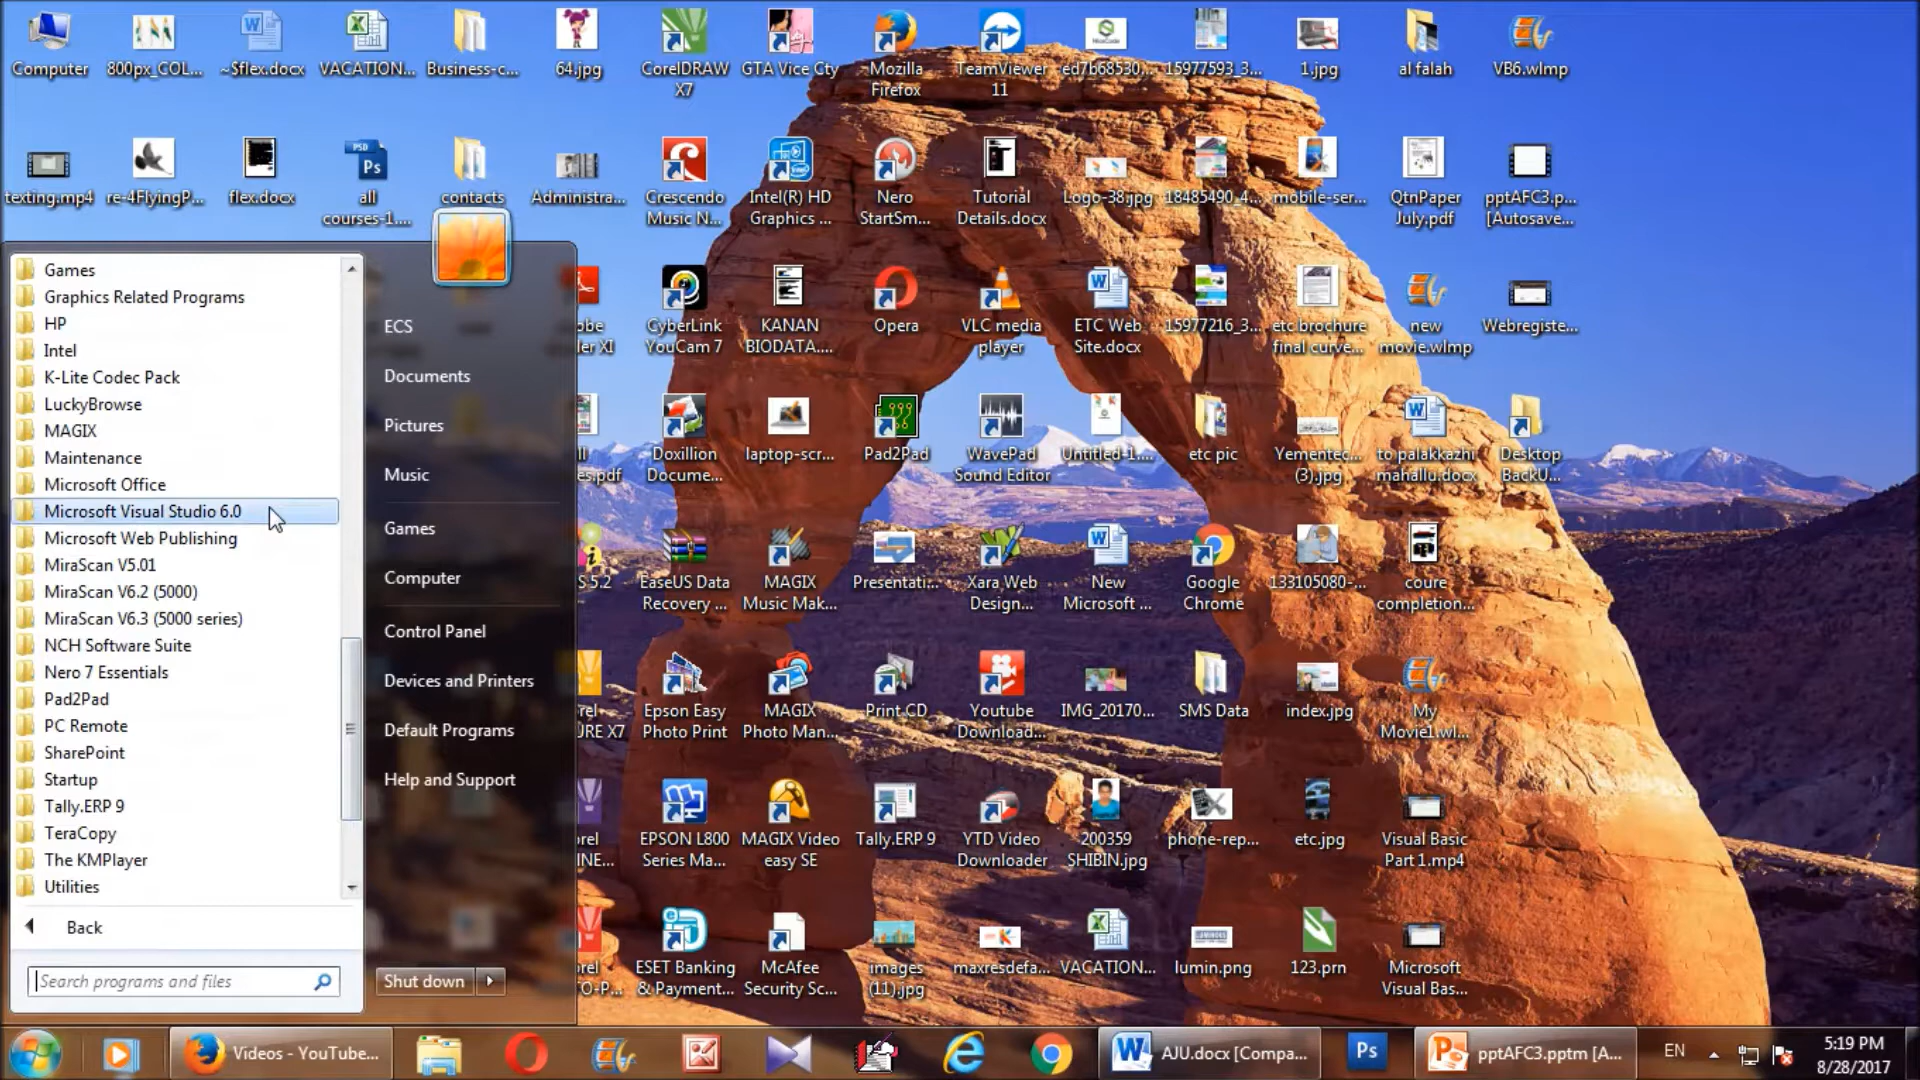 Computer
800px_COL...
~$flex.docx
VACATION...
Business-c...
64.jpg
CorelDRAW
X7
GTA Vice Cty
Mozilla
Firefox
TeamViewer
11
ed7b68530...
15977593_3...
1.jpg
al falah
VB6.wlmp
texting.mp4
re-4FlyingP...
flex.docx
all
courses-1....
contacts
Administra...
Crescendo
Music N...
Intel(R) HD
Graphics ...
Nero
StartSm...
Tutorial
Details.docx
Logo-38.jpg
18485490_4...
mobile-ser...
QtnPaper
July.pdf
pptAFC3.p...
[Autosave...
CyberLink
YouCam 7
KANAN
BIODATA....
Opera
VLC media
player
ETC Web
Site.docx
15977216_3...
etc brochure
final curve...
new
movie.wlmp
Webregiste...
Doxillion
Docume...
laptop-scr...
Pad2Pad
WavePad
Sound Editor
Untitled-1....
etc pic
Yementec...
(3).jpg
to palakkazhi
mahallu.docx
Desktop
BackU...
EaseUS Data
Recovery ...
MAGIX
Music Mak...
Presentati...
Xara Web
Design...
New
Microsoft ...
Google
Chrome
133105080-...
coure
completion...
Epson Easy
Photo Print
MAGIX
Photo Man...
Print CD
Youtube
Download...
IMG_20170...
SMS Data
index.jpg
My
Movie1.wl...
EPSON L800
Series Ma...
MAGIX Video
easy SE
Tally.ERP 9
YTD Video
Downloader
200359
SHIBIN.jpg
phone-rep...
etc.jpg
Visual Basic
Part 1.mp4
ESET Banking
& Payment...
McAfee
Security Sc...
images
(11).jpg
maxresdefa...
VACATION...
lumin.png
123.prn
Microsoft
Visual Bas...
Games
Graphics Related Programs
HP
Intel
K-Lite Codec Pack
LuckyBrowse
MAGIX
Maintenance
Microsoft Office
Microsoft Visual Studio 6.0
Microsoft Web Publishing
MiraScan V5.01
MiraScan V6.2 (5000)
MiraScan V6.3 (5000 series)
NCH Software Suite
Nero 7 Essentials
Pad2Pad
PC Remote
SharePoint
Startup
Tally.ERP 9
TeraCopy
The KMPlayer
Utilities
Back
Search programs and files
ECS
Documents
Pictures
Music
Games
Computer
Control Panel
Devices and Printers
Default Programs
Help and Support
Shut down
Videos - YouTube...
AJU.docx [Compa...
Ps
pptAFC3.pptm [A...
EN
5:19 PM
8/28/2017